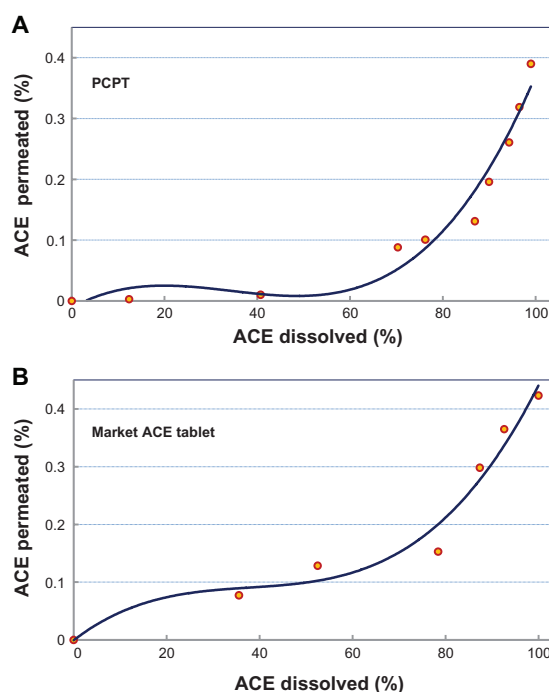 A
PCPT
ACE permeated (%)
0.4
0.3
0.2
0.1
0
0 20 40 60 80 100
ACE dissolved (%)
B
Market ACE tablet
ACE permeated (%)
0.4
0.3
0.2
0.1
0
0 20 40 60 80 100
ACE dissolved (%)